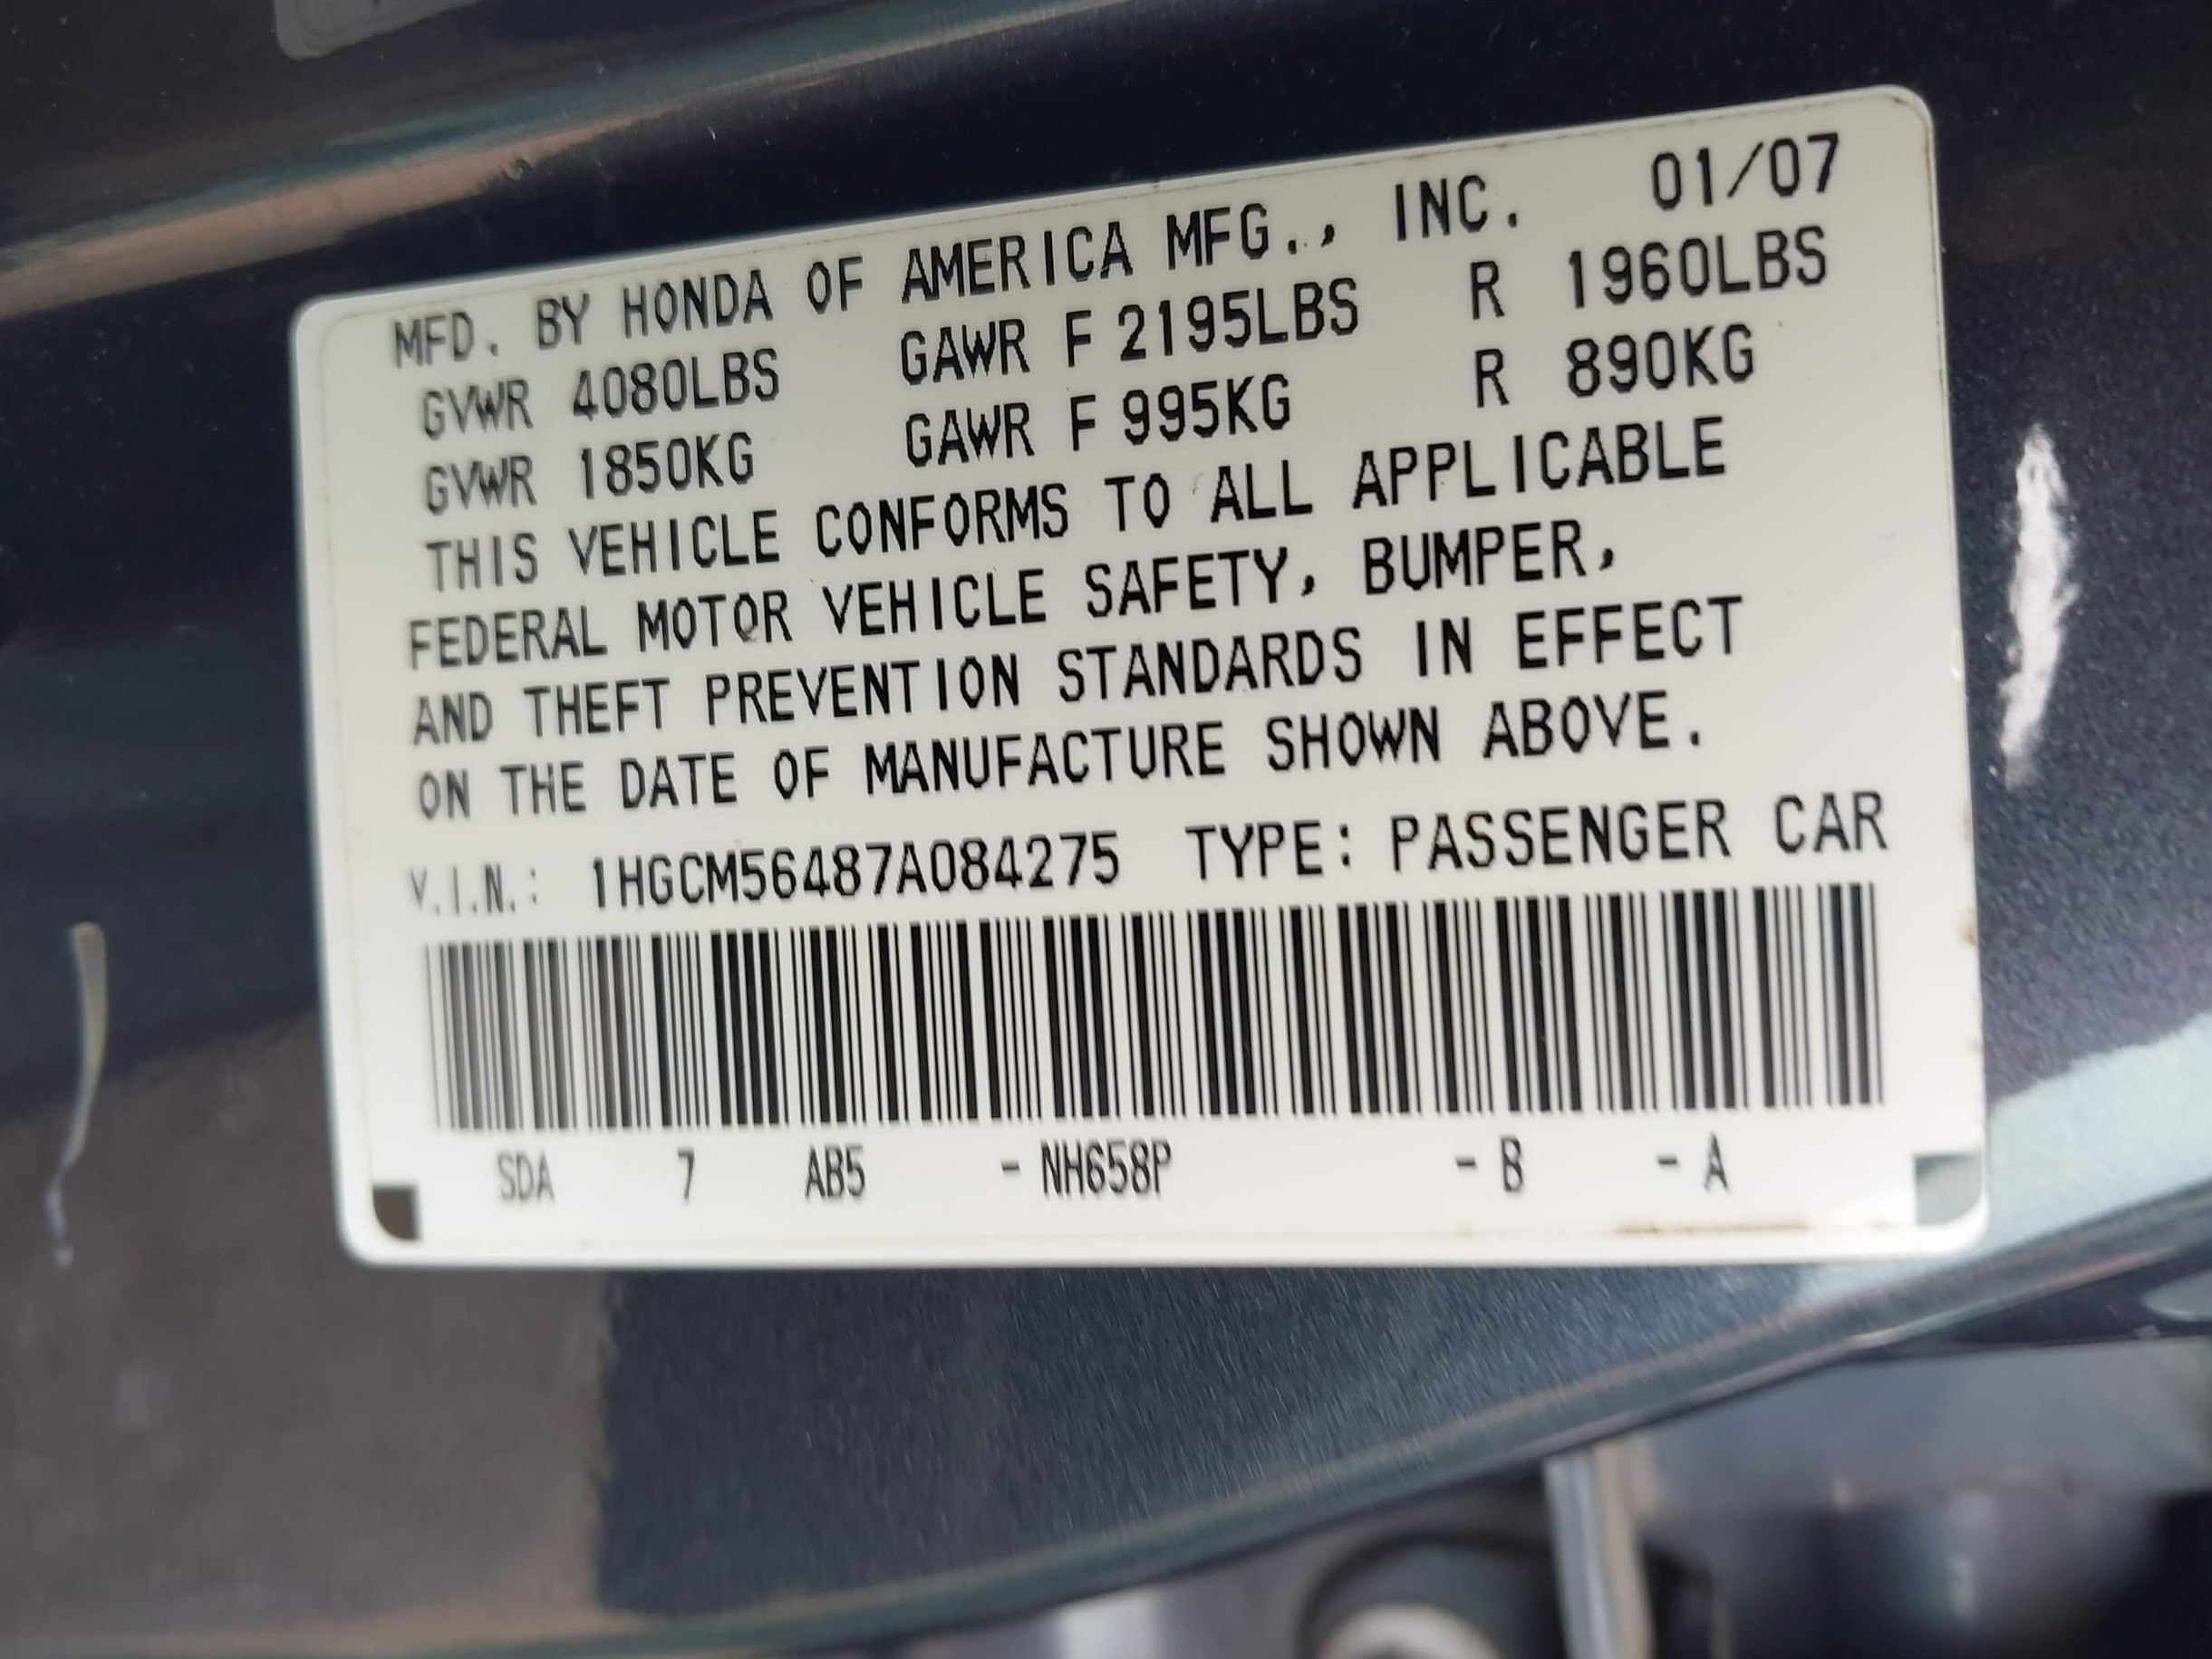 MFD. BY HONDA OF AMERICA MFG., INC. 01/07
GVWR 4080LBS GAWR F 2195LBS R 1960LBS
GVWR 1850KG GAWR F 995KG R 890KG
THIS VEHICLE CONFORMS TO ALL APPLICABLE
FEDERAL MOTOR VEHICLE SAFETY, BUMPER,
AND THEFT PREVENTION STANDARDS IN EFFECT
ON THE DATE OF MANUFACTURE SHOWN ABOVE.
V.I.N.: 1HGCM56487A084275 TYPE: PASSENGER CAR
SDA 7 AB5 - NH658P - B - A